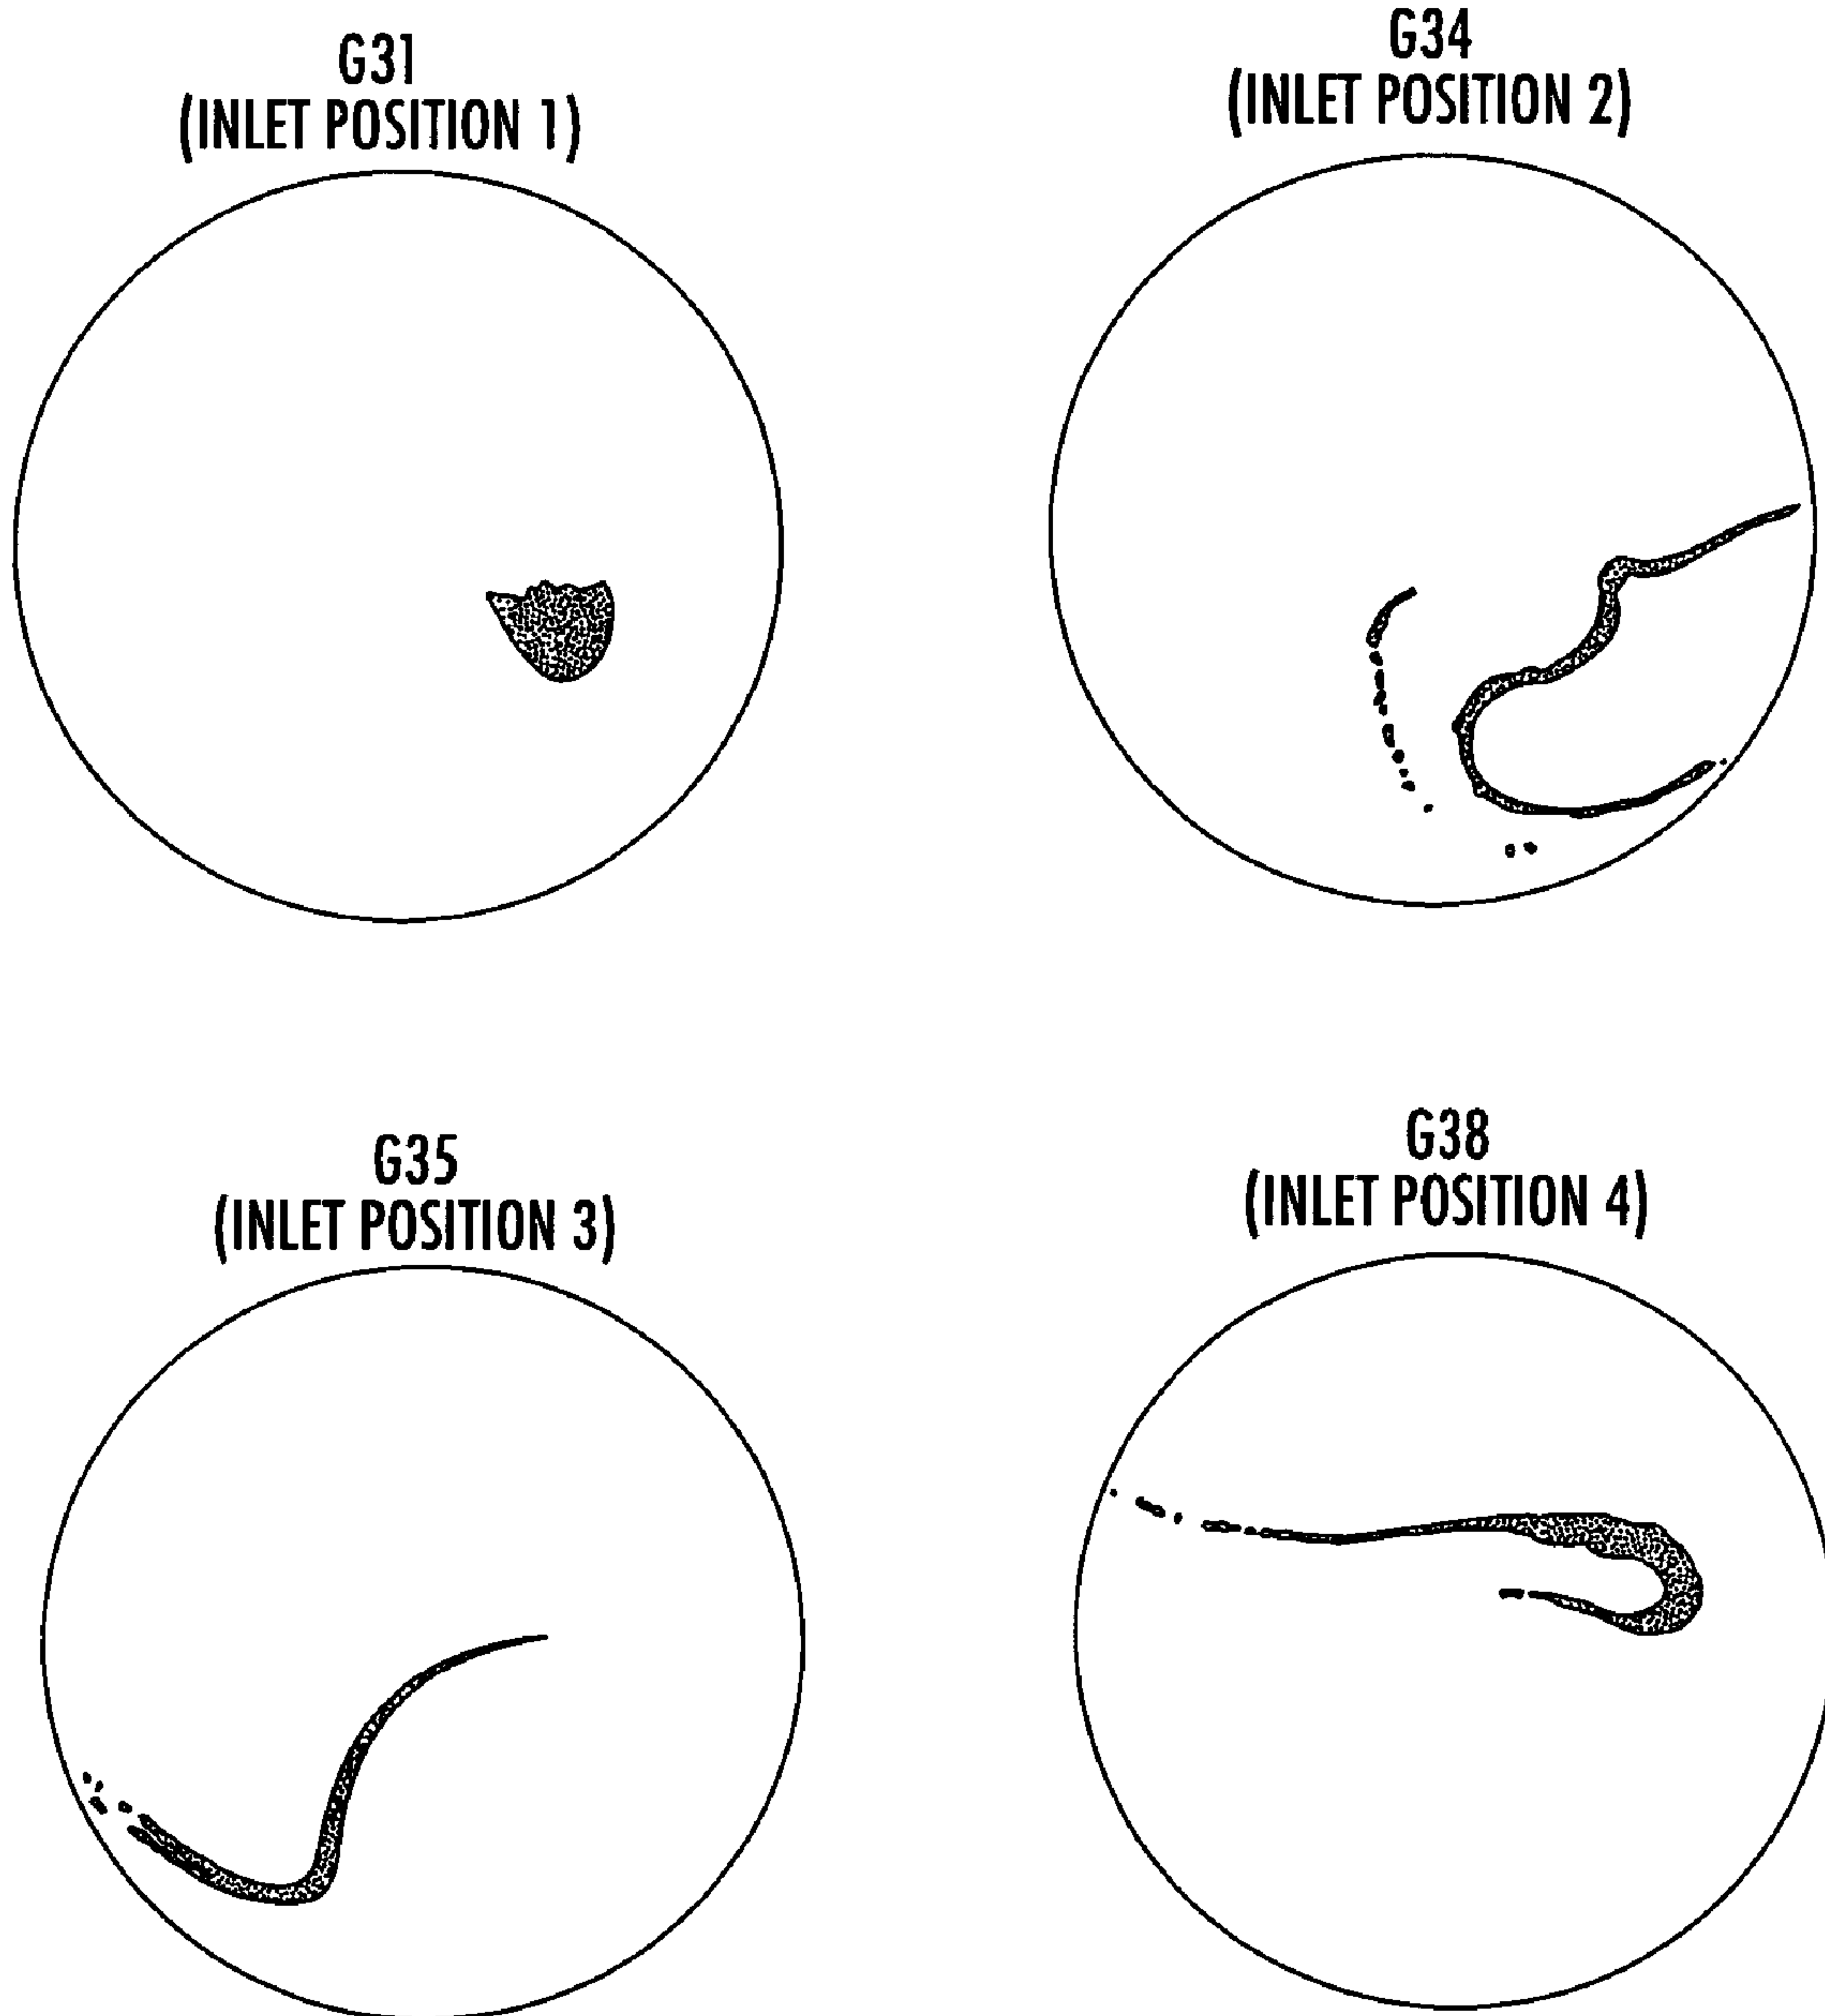 G31
(INLET POSITION 1)
G34
(INLET POSITION 2)
G35
(INLET POSITION 3)
G38
(INLET POSITION 4)